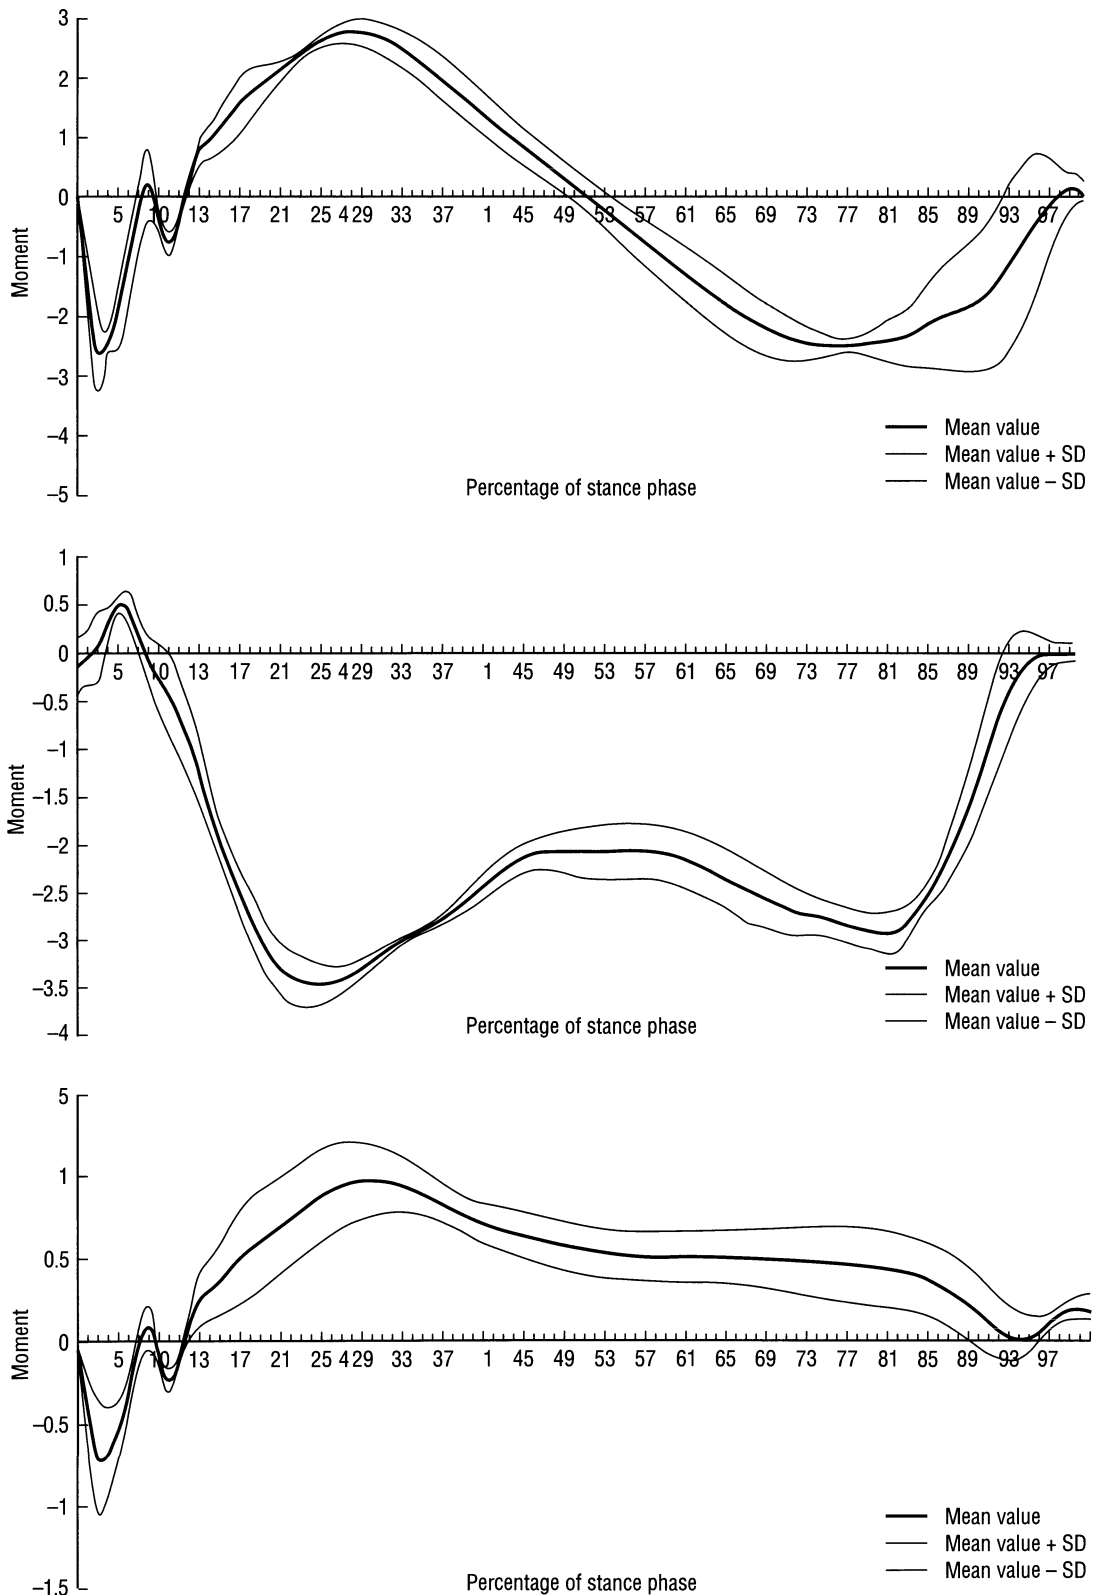 3
2
1
0
–1
–2
–3
–4
–5
Moment
5 10 13 17 21 25 429 33 37 1 45 49 53 57 61 65 69 73 77 81 85 89 93 97
Mean value
Mean value + SD
Mean value – SD
Percentage of stance phase
1
0.5
0
–0.5
–1
–1.5
–2
–2.5
–3
–3.5
–4
Moment
5 10 13 17 21 25 429 33 37 1 45 49 53 57 61 65 69 73 77 81 85 89 93 97
Mean value
Mean value + SD
Mean value – SD
Percentage of stance phase
5
1
0.5
0
–0.5
–1
–1.5
Moment
5 10 13 17 21 25 429 33 37 1 45 49 53 57 61 65 69 73 77 81 85 89 93 97
Mean value
Mean value + SD
Mean value – SD
Percentage of stance phase